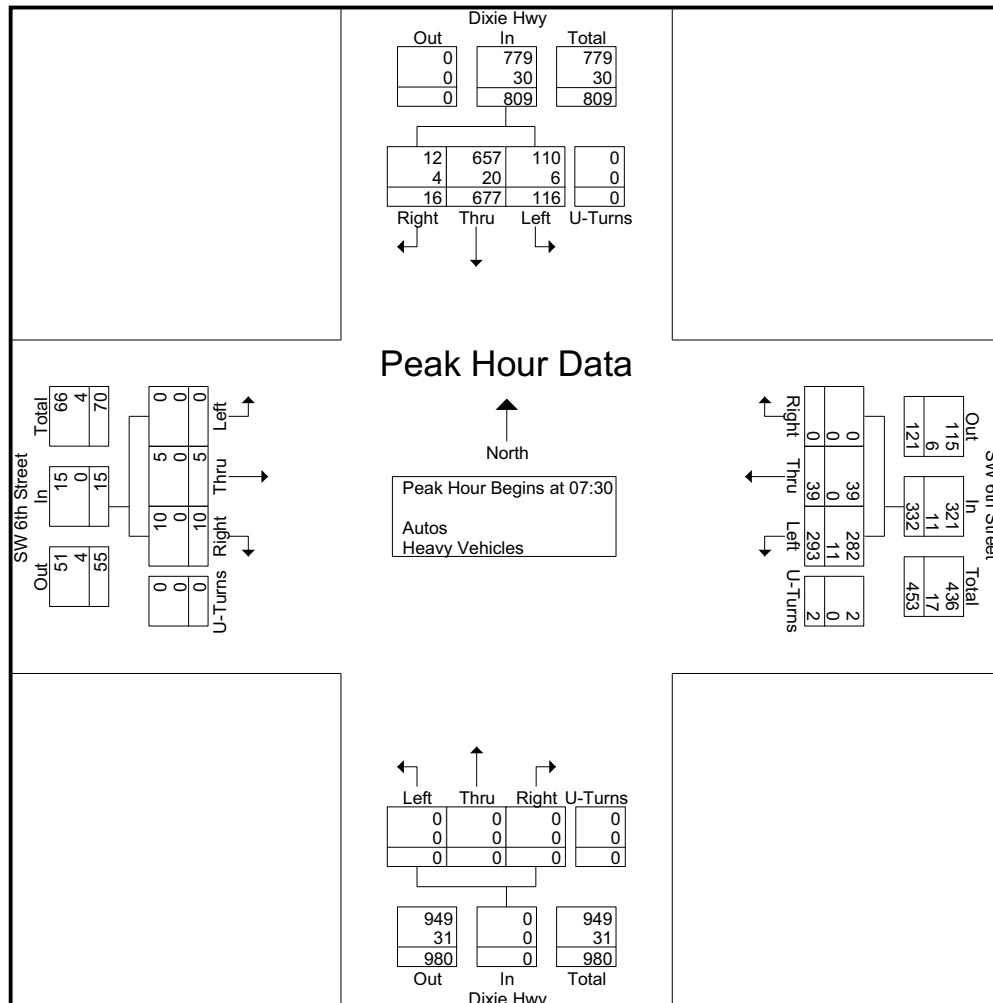 Dixie Hwy
Out In Total
0 779 779
0 30 30
0 809 809
12 657 110 0
4 20 6 0
16 677 116 0
Right Thru Left U-Turns
Peak Hour Data
North
Peak Hour Begins at 07:30
Autos
Heavy Vehicles
SW 6th Street
Total In Out
66 15 51
4 0 4
70 15 55
Left Thru Right U-Turns
0 5 10 0
0 0 0 0
0 5 10 0
SW 6th Street
Out In Total
115 321 436
6 11 17
121 332 453
Right Thru Left U-Turns
0 39 282 2
0 0 11 0
0 39 293 2
Left Thru Right U-Turns
0 0 0 0
0 0 0 0
0 0 0 0
949 0 949
31 0 31
980 0 980
Out In Total
Dixie Hwy